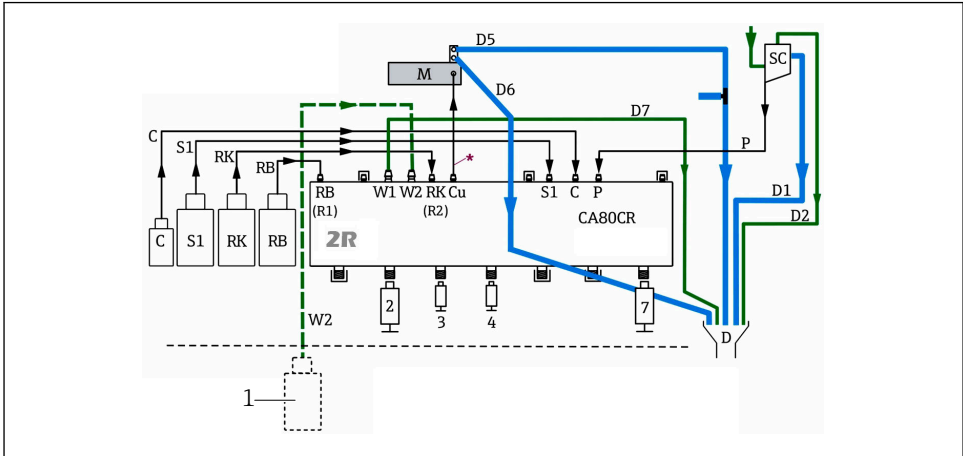 D5
SC
M
D6
D7
C
S1
P
RK
*
RB
D1
RB W1 W2 RK Cu S1 C P
(R1) (R2)
D2
CA80CR
C S1 RK RB
2R
2 7
3 4
W2
D
1